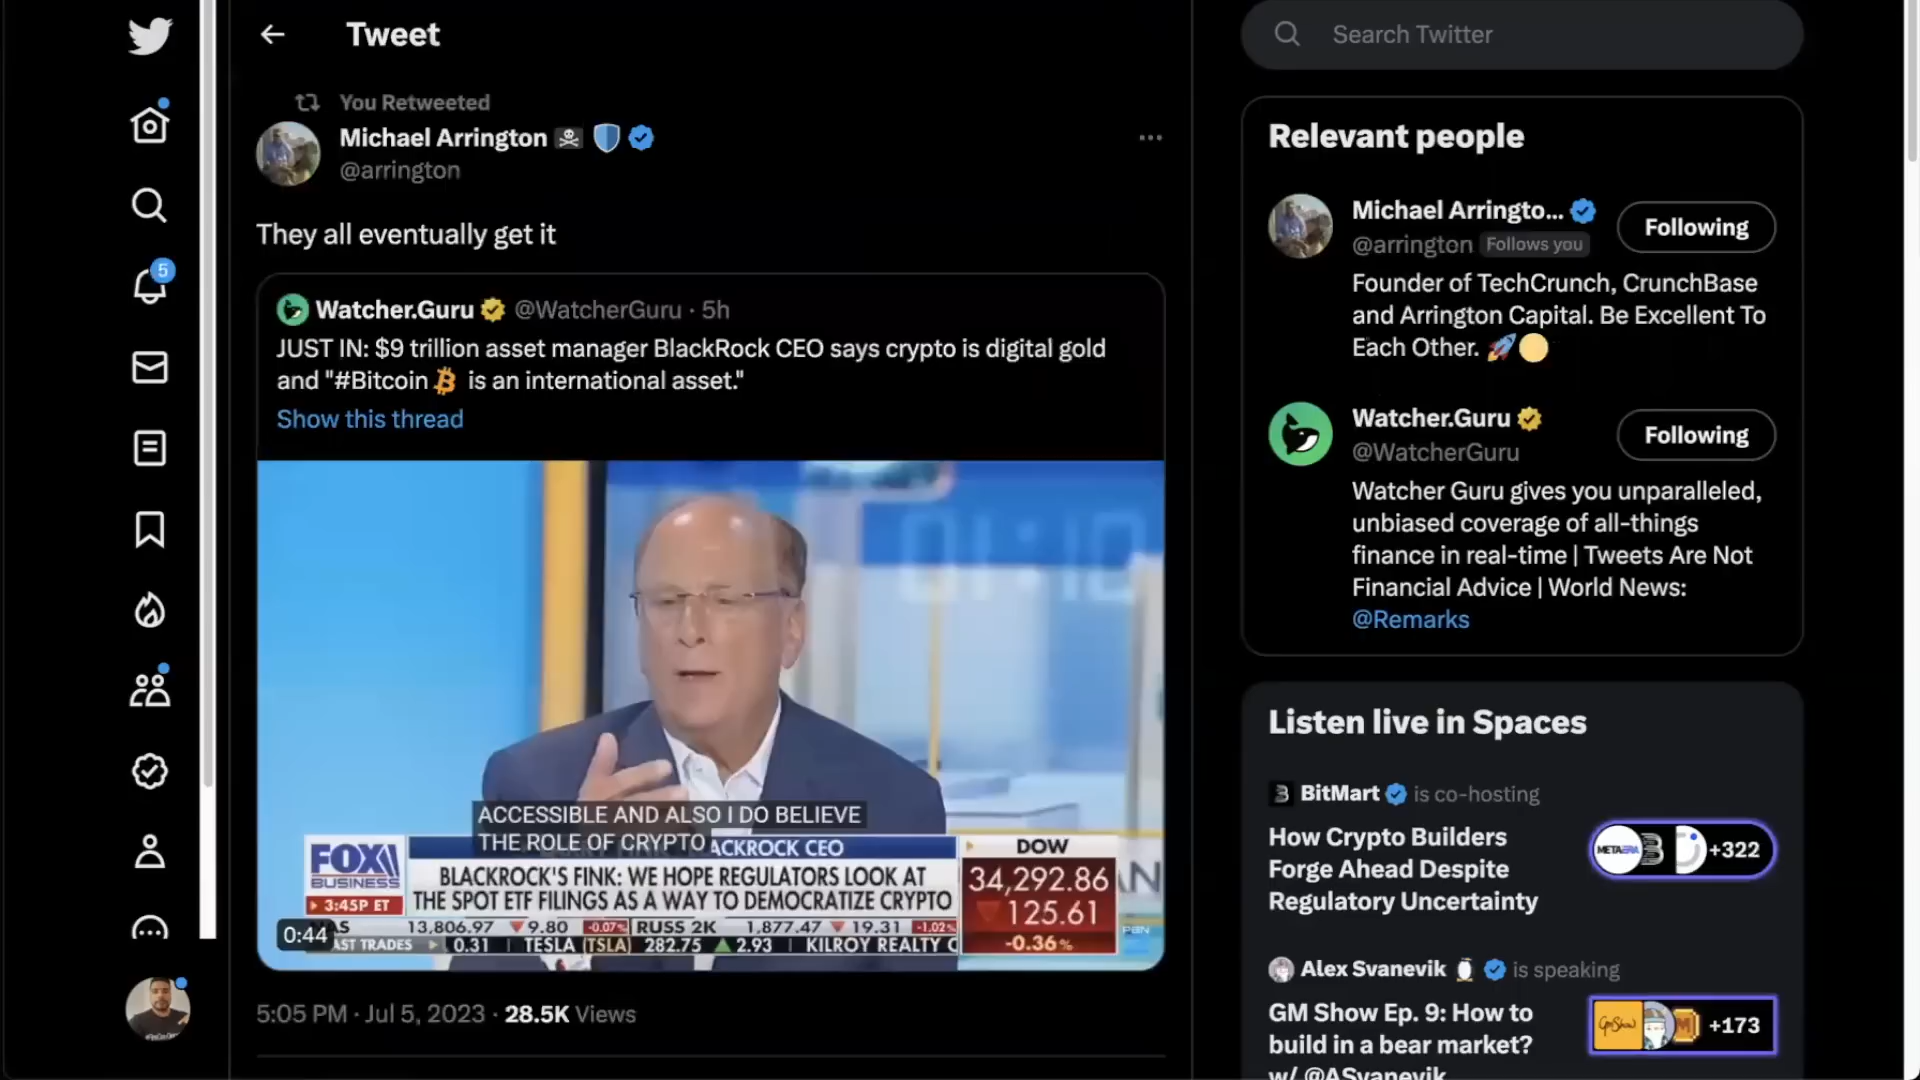 Tweet
You Retweeted
Michael Arrington
@arrington
They all eventually get it
Watcher.Guru @WatcherGuru · 5h
JUST IN: $9 trillion asset manager BlackRock CEO says crypto is digital gold
and "#Bitcoin is an international asset."
Show this thread
ACCESSIBLE AND ALSO I DO BELIEVE
THE ROLE OF CRYPTO
ACKROCK CEO
FOX
BUSINESS
3:45P ET
BLACKROCK'S FINK: WE HOPE REGULATORS LOOK AT
THE SPOT ETF FILINGS AS A WAY TO DEMOCRATIZE CRYPTO
DOW
34,292.86
125.61
-0.36%
0:44
AS 13,806.97 9.80 -0.07% RUSS 2K 1,877.47 19.31 -1.02%
AST TRADES 0.31 TESLA (TSLA) 282.75 2.93 KILROY REALTY C
5:05 PM · Jul 5, 2023 · 28.5K Views
5
Search Twitter
Relevant people
Michael Arringto...
@arrington Follows you
Following
Founder of TechCrunch, CrunchBase
and Arrington Capital. Be Excellent To
Each Other.
Watcher.Guru
@WatcherGuru
Following
Watcher Guru gives you unparalleled,
unbiased coverage of all-things
finance in real-time | Tweets Are Not
Financial Advice | World News:
@Remarks
Listen live in Spaces
BitMart is co-hosting
How Crypto Builders
Forge Ahead Despite
Regulatory Uncertainty
METAERA
+322
Alex Svanevik is speaking
GM Show Ep. 9: How to
build in a bear market?
w/ @ASvanevik
GM Show
+173